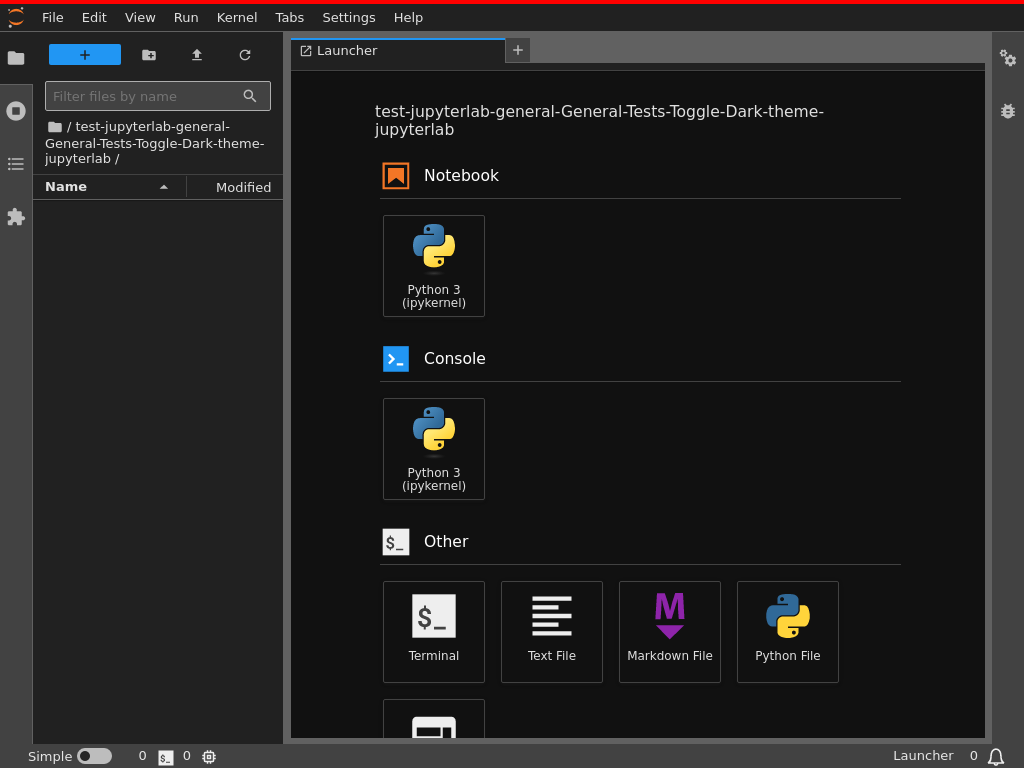 File Edit View Run Kernel Tabs Settings Help
+
Launcher
+
Filter files by name
/ test-jupyterlab-general-
General-Tests-Toggle-Dark-theme-
jupyterlab /
Name
Modified
test-jupyterlab-general-General-Tests-Toggle-Dark-theme-
jupyterlab
Notebook
Python 3
(ipykernel)
Console
Python 3
(ipykernel)
$_ Other
$_
Terminal
Text File
M
Markdown File
Python File
Simple 0 $_ 0
Launcher 0